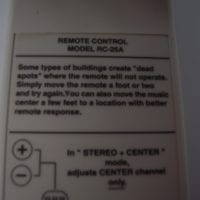 REMOTE CONTROL
MODEL RC-25A
Some types of buildings create "dead
spots" where the remote will not operate.
Simply move the remote a foot or two
and try again. You can also move the music
center a few feet to a location with better
remote response.
In " STEREO + CENTER "
mode,
adjust CENTER channel
only.